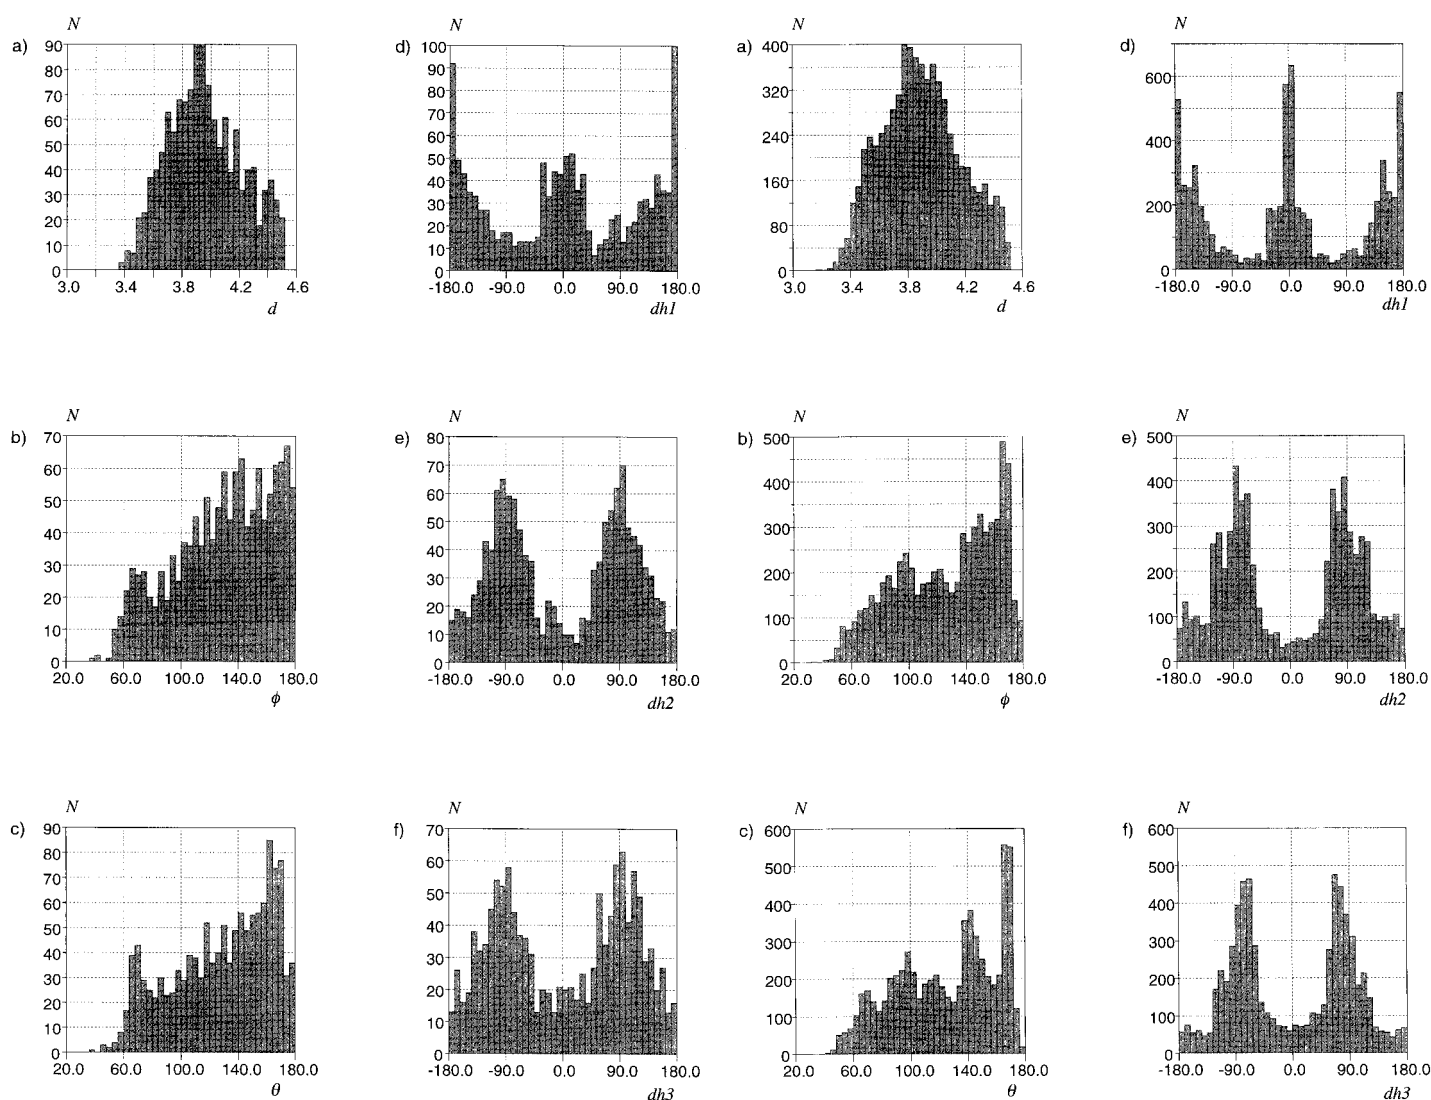 N N N N
a) d) a) d)
90 80 70 60 50 40 30 20 10 0
3.0 3.4 3.8 4.2 4.6
d
100 90 80 70 60 50 40 30 20 10 0
-180.0 -90.0 0.0 90.0 180.0
dh1
400 320 240 160 80 0
3.0 3.4 3.8 4.2 4.6
d
600 400 200 0
-180.0 -90.0 0.0 90.0 180.0
dh1
N N N N
b) e) b) e)
70 60 50 40 30 20 10 0
20.0 60.0 100.0 140.0 180.0
ϕ
80 70 60 50 40 30 20 10 0
-180.0 -90.0 0.0 90.0 180.0
dh2
500 400 300 200 100 0
20.0 60.0 100.0 140.0 180.0
ϕ
500 400 300 200 100 0
-180.0 -90.0 0.0 90.0 180.0
dh2
N N N N
c) f) c) f)
90 80 70 60 50 40 30 20 10 0
20.0 60.0 100.0 140.0 180.0
θ
70 60 50 40 30 20 10 0
-180.0 -90.0 0.0 90.0 180.0
dh3
600 500 400 300 200 100 0
20.0 60.0 100.0 140.0 180.0
θ
600 500 400 300 200 100 0
-180.0 -90.0 0.0 90.0 180.0
dh3